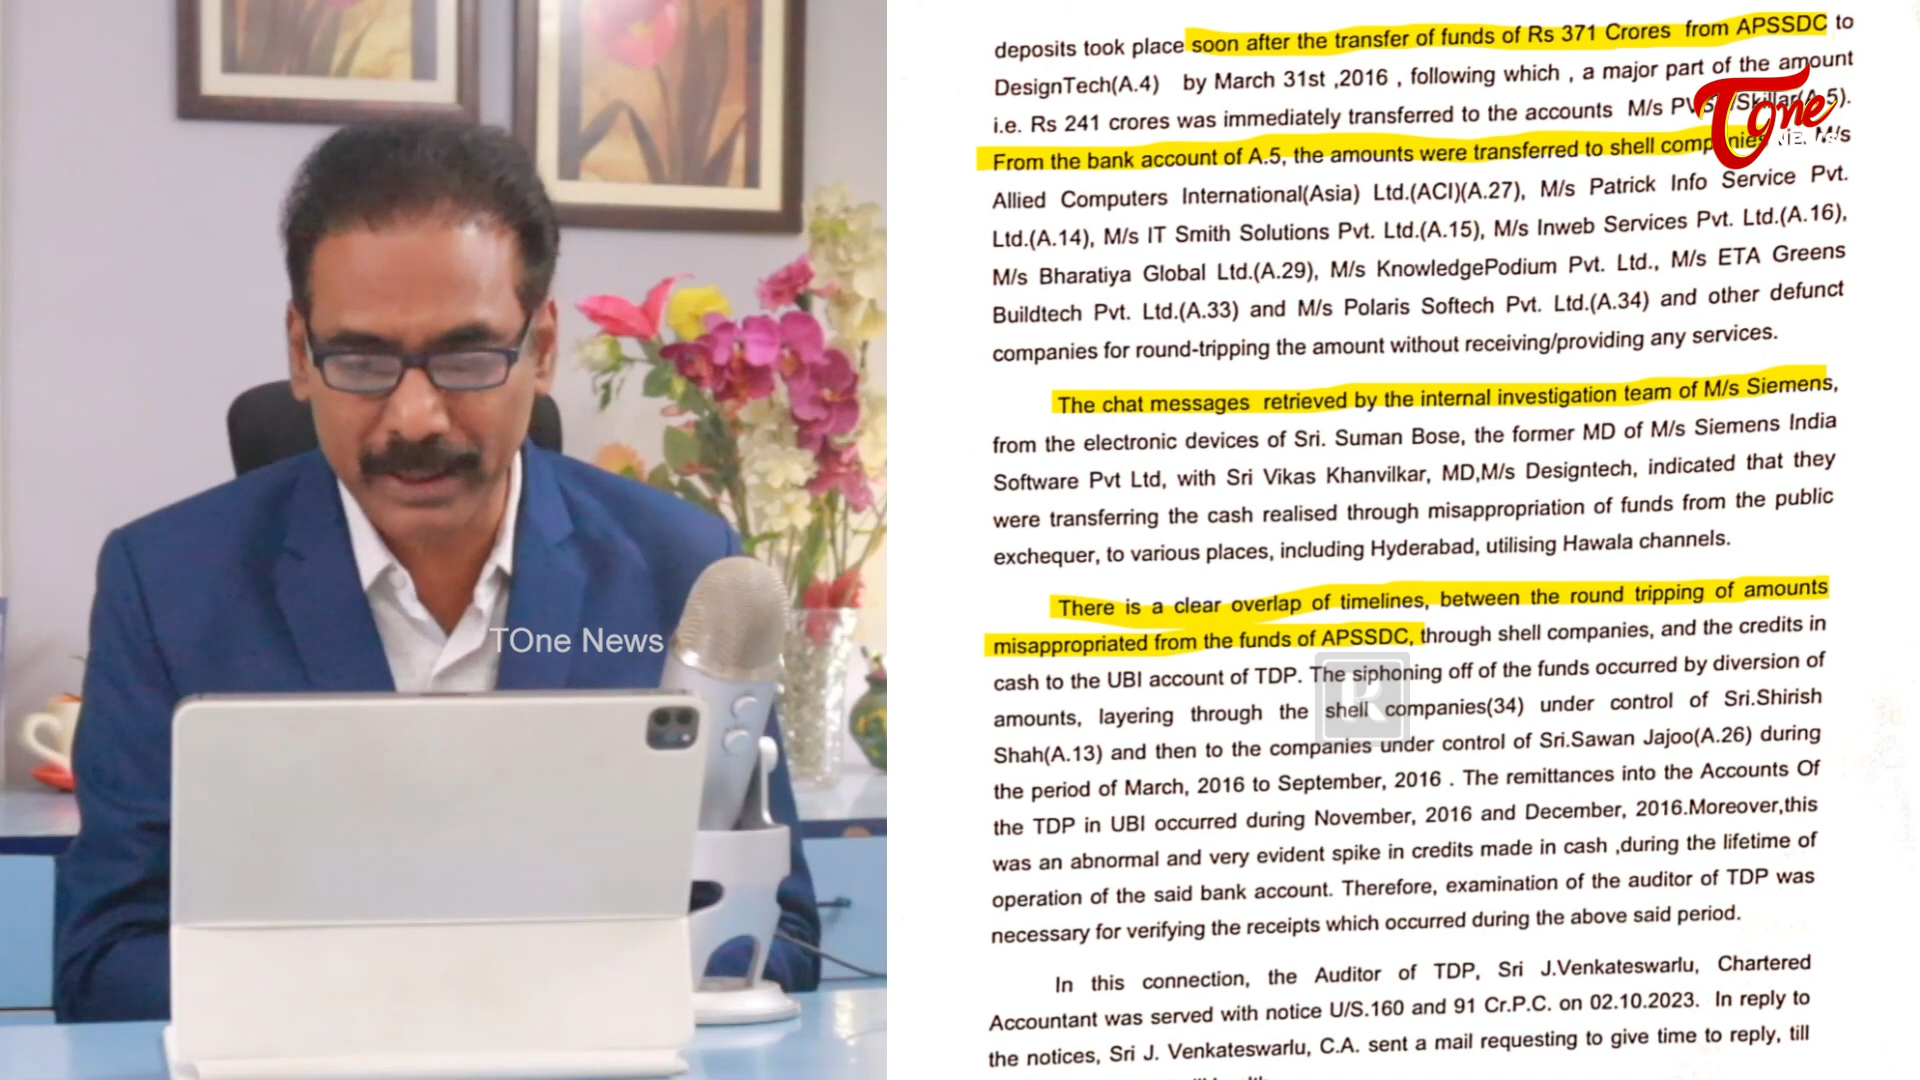 deposits took place soon after the transfer of funds of Rs 371 Crores from APSSDC to
DesignTech(A.4) by March 31st ,2016 , following which , a major part of the amount
i.e. Rs 241 crores was immediately transferred to the accounts M/s
From the bank account of A.5, the amounts were transferred to shell companies M/s
Allied Computers International(Asia) Ltd.(ACI)(A.27), M/s Patrick Info Service Pvt.
Ltd.(A.14), M/s IT Smith Solutions Pvt. Ltd.(A.15), M/s Inweb Services Pvt. Ltd.(A.16),
M/s Bharatiya Global Ltd.(A.29), M/s KnowledgePodium Pvt. Ltd., M/s ETA Greens
Buildtech Pvt. Ltd.(A.33) and M/s Polaris Softech Pvt. Ltd.(A.34) and other defunct
companies for round-tripping the amount without receiving/providing any services.
The chat messages retrieved by the internal investigation team of M/s Siemens,
from the electronic devices of Sri. Suman Bose, the former MD of M/s Siemens India
Software Pvt Ltd, with Sri Vikas Khanvilkar, MD,M/s Designtech, indicated that they
were transferring the cash realised through misappropriation of funds from the public
exchequer, to various places, including Hyderabad, utilising Hawala channels.
There is a clear overlap of timelines, between the round tripping of amounts
misappropriated from the funds of APSSDC, through shell companies, and the credits in
cash to the UBI account of TDP. The siphoning off of the funds occurred by diversion of
amounts, layering through the shell companies(34) under control of Sri.Shirish
Shah(A.13) and then to the companies under control of Sri.Sawan Jajoo(A.26) during
the period of March, 2016 to September, 2016 . The remittances into the Accounts Of
the TDP in UBI occurred during November, 2016 and December, 2016.Moreover,this
was an abnormal and very evident spike in credits made in cash ,during the lifetime of
operation of the said bank account. Therefore, examination of the auditor of TDP was
necessary for verifying the receipts which occurred during the above said period.
In this connection, the Auditor of TDP, Sri J.Venkateswarlu, Chartered
Accountant was served with notice U/S.160 and 91 Cr.P.C. on 02.10.2023. In reply to
the notices, Sri J. Venkateswarlu, C.A. sent a mail requesting to give time to reply, till
TOne
NEWS
TOne News
R